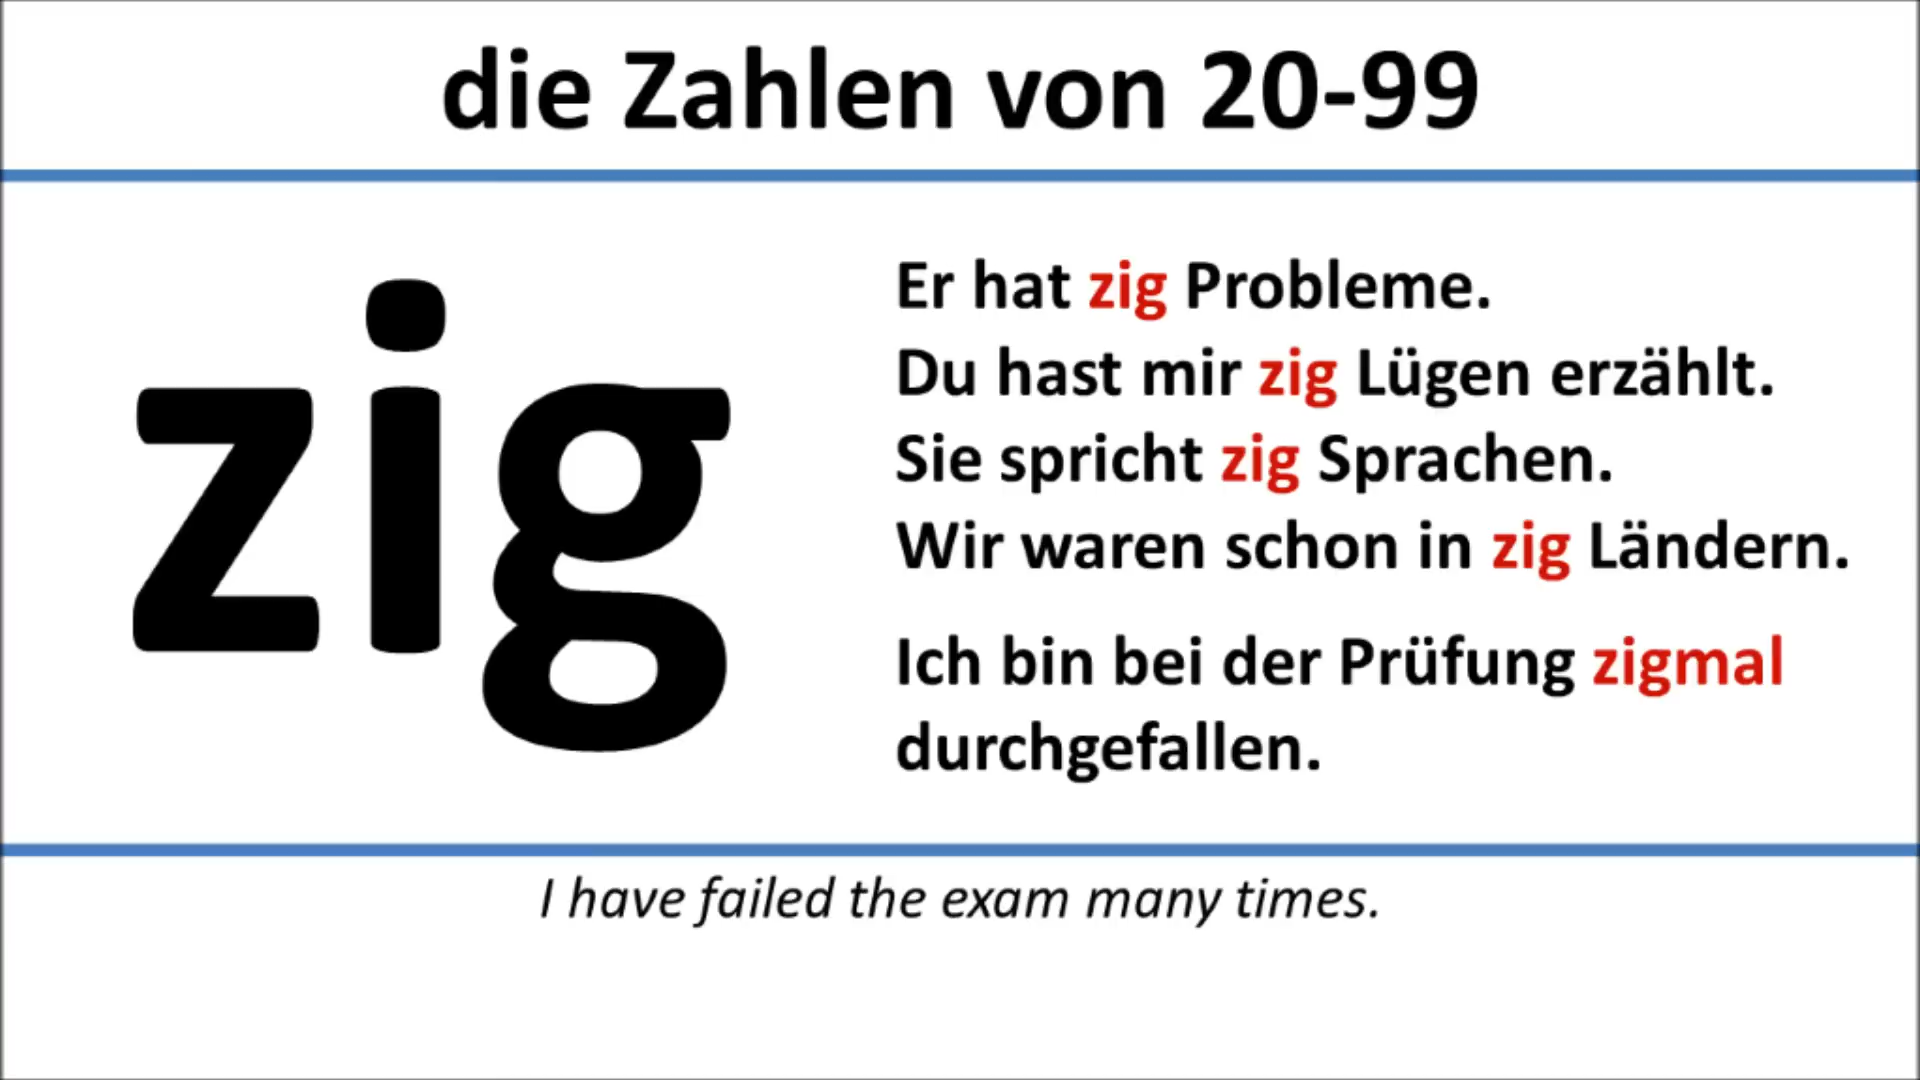 die Zahlen von 20-99
zig
Er hat zig Probleme.
Du hast mir zig Lügen erzählt.
Sie spricht zig Sprachen.
Wir waren schon in zig Ländern.
Ich bin bei der Prüfung zigmal
durchgefallen.
I have failed the exam many times.